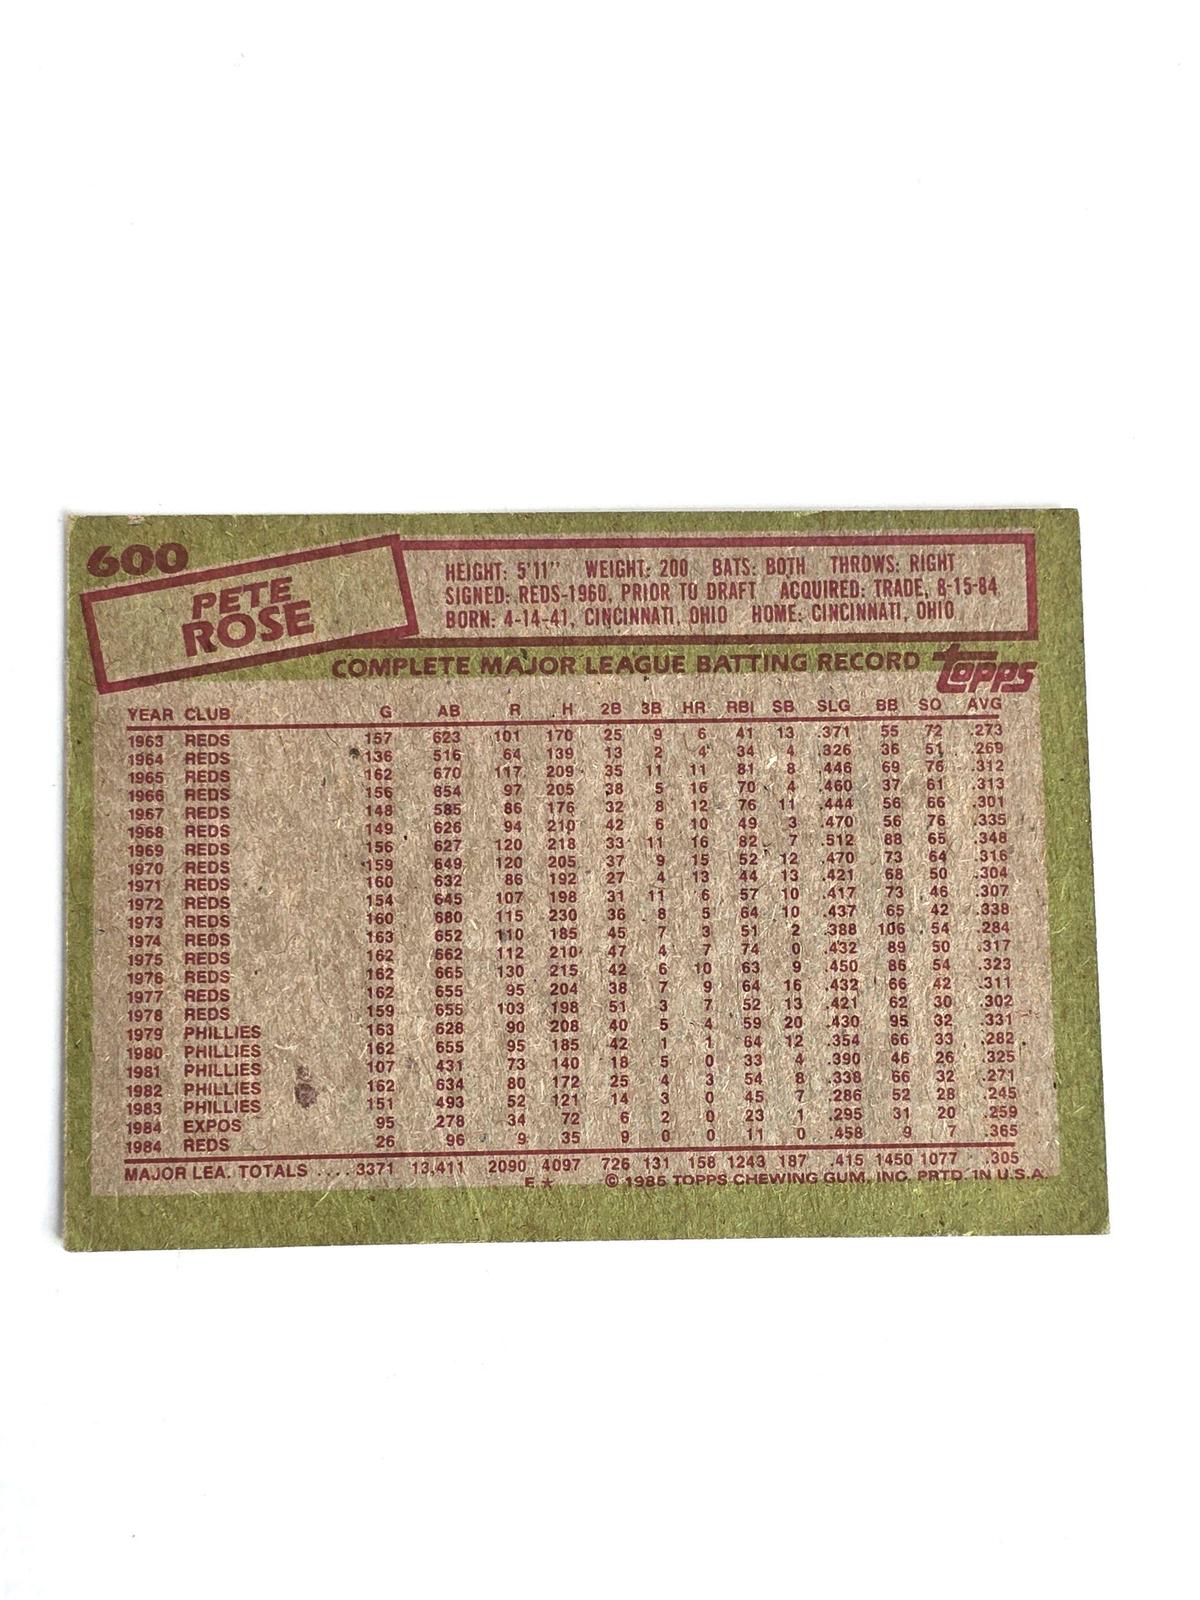 600
PETE
ROSE
HEIGHT: 5'11" WEIGHT: 200 BATS: BOTH THROWS: RIGHT
SIGNED: REDS-1960, PRIOR TO DRAFT ACQUIRED: TRADE, 8-15-84
BORN: 4-14-41, CINCINNATI, OHIO HOME: CINCINNATI, OHIO
COMPLETE MAJOR LEAGUE BATTING RECORD topps
YEAR CLUB G AB R H 2B 3B HR RBI SB SLG BB SO AVG
1963 REDS 157 623 101 170 25 9 6 41 13 .371 55 72 .273
1964 REDS 136 516 64 139 13 2 4 34 4 .326 36 51 .269
1965 REDS 162 670 117 209 35 11 11 81 8 .446 69 76 .312
1966 REDS 156 654 97 205 38 5 16 70 4 .460 37 61 .313
1967 REDS 148 585 86 176 32 8 12 76 11 .444 56 66 .301
1968 REDS 149 626 94 210 42 6 10 49 3 .470 56 76 .335
1969 REDS 156 627 120 218 33 11 16 82 7 .512 88 65 .348
1970 REDS 159 649 120 205 37 9 15 52 12 .470 73 64 .316
1971 REDS 160 632 86 192 27 4 13 44 13 .421 68 50 .304
1972 REDS 154 645 107 198 31 11 6 57 10 .417 73 46 .307
1973 REDS 160 680 115 230 36 8 5 64 10 .437 65 42 .338
1974 REDS 163 652 110 185 45 7 3 51 2 .388 106 54 .284
1975 REDS 162 662 112 210 47 4 7 74 0 .432 89 50 .317
1976 REDS 162 665 130 215 42 6 10 63 9 .450 86 54 .323
1977 REDS 162 655 95 204 38 7 9 64 16 .432 66 42 .311
1978 REDS 159 655 103 198 51 3 7 52 13 .421 62 30 .302
1979 PHILLIES 163 628 90 208 40 5 4 59 20 .430 95 32 .331
1980 PHILLIES 162 655 95 185 42 1 1 64 12 .354 66 33 .282
1981 PHILLIES 107 431 73 140 18 5 0 33 4 .390 46 26 .325
1982 PHILLIES 162 634 80 172 25 4 3 54 8 .338 66 32 .271
1983 PHILLIES 151 493 52 121 14 3 0 45 7 .286 52 28 .245
1984 EXPOS 95 278 34 72 6 2 0 23 1 .295 31 20 .259
1984 REDS 26 96 9 35 9 0 0 11 0 .458 9 7 .365
MAJOR LEA. TOTALS .... 3371 13,411 2090 4097 726 131 158 1243 187 .415 1450 1077 .305
E★ © 1985 TOPPS CHEWING GUM, INC. PRTD. IN U.S.A.